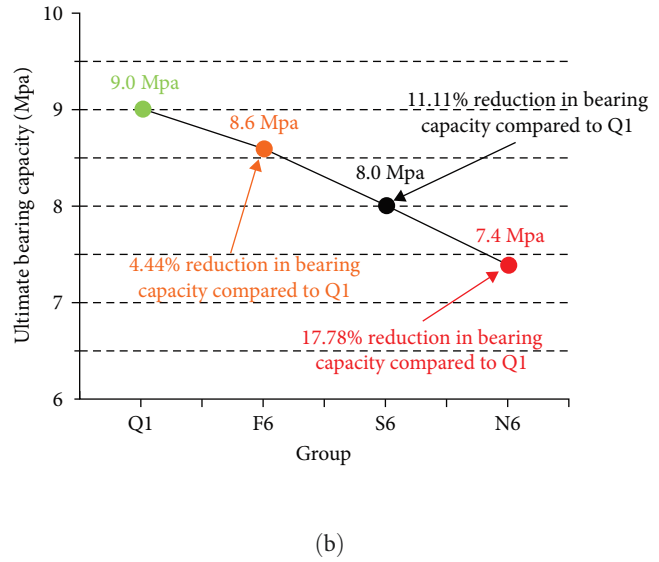 10
9
8
7
6
Ultimate bearing capacity (Mpa)
9.0 Mpa
8.6 Mpa
8.0 Mpa
7.4 Mpa
11.11% reduction in bearing
capacity compared to Q1
4.44% reduction in bearing
capacity compared to Q1
17.78% reduction in bearing
capacity compared to Q1
Q1
F6
S6
N6
Group
(b)